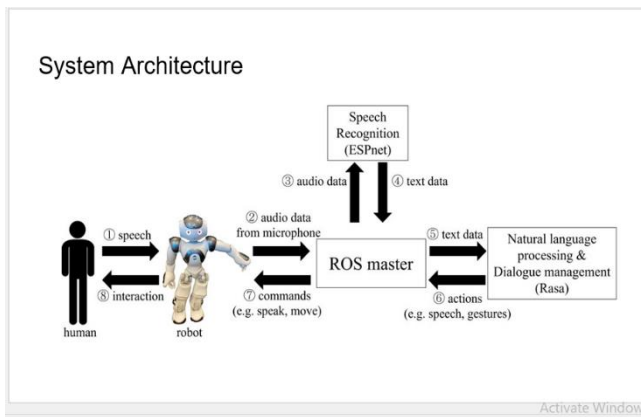 System Architecture
Speech
Recognition
(ESPnet)
③ audio data
④ text data
① speech
② audio data
from microphone
ROS master
⑤ text data
Natural language
processing &
Dialogue management
(Rasa)
⑧ interaction
⑦ commands
(e.g. speak, move)
⑥ actions
(e.g. speech, gestures)
human
robot
Activate Window